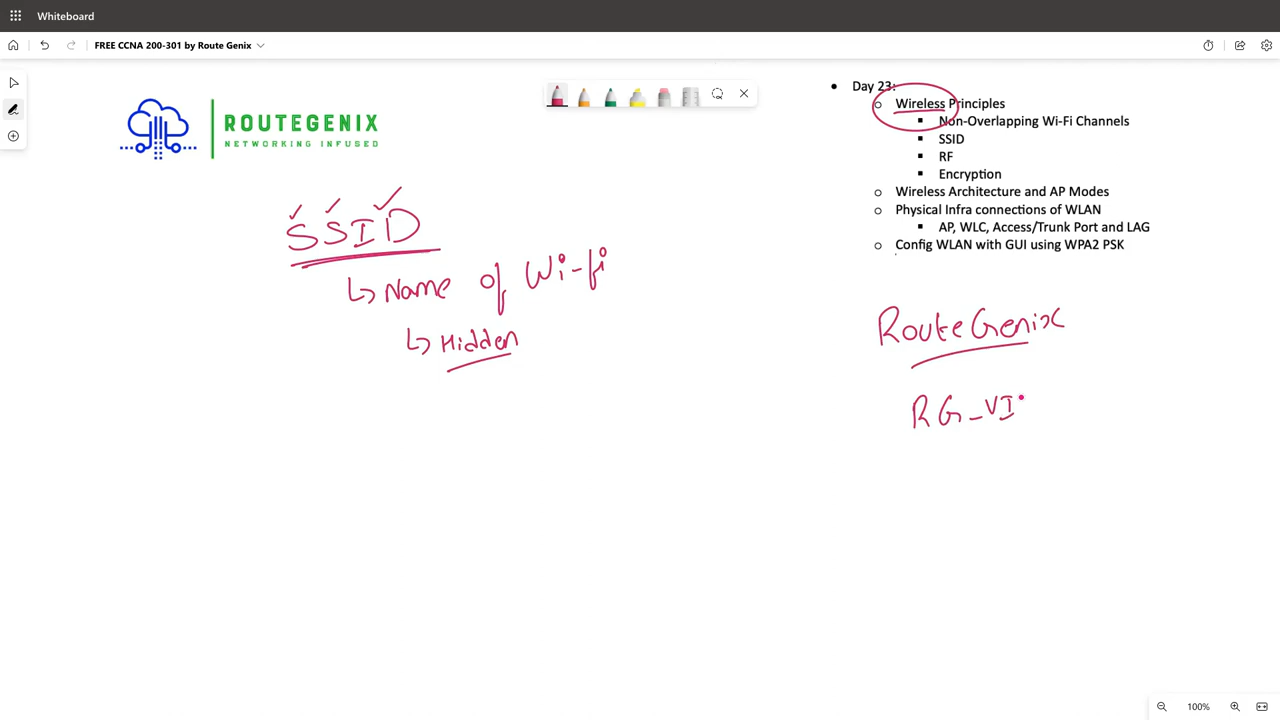 Whiteboard
FREE CCNA 200-301 by Route Genix
ROUTEGENIX
NETWORKING INFUSED
SSID
Name of Wi-fi
Hidden
Day 23:
Wireless Principles
Non-Overlapping Wi-Fi Channels
SSID
RF
Encryption
Wireless Architecture and AP Modes
Physical Infra connections of WLAN
AP, WLC, Access/Trunk Port and LAG
Config WLAN with GUI using WPA2 PSK
RouteGenix
RG_VI
100%